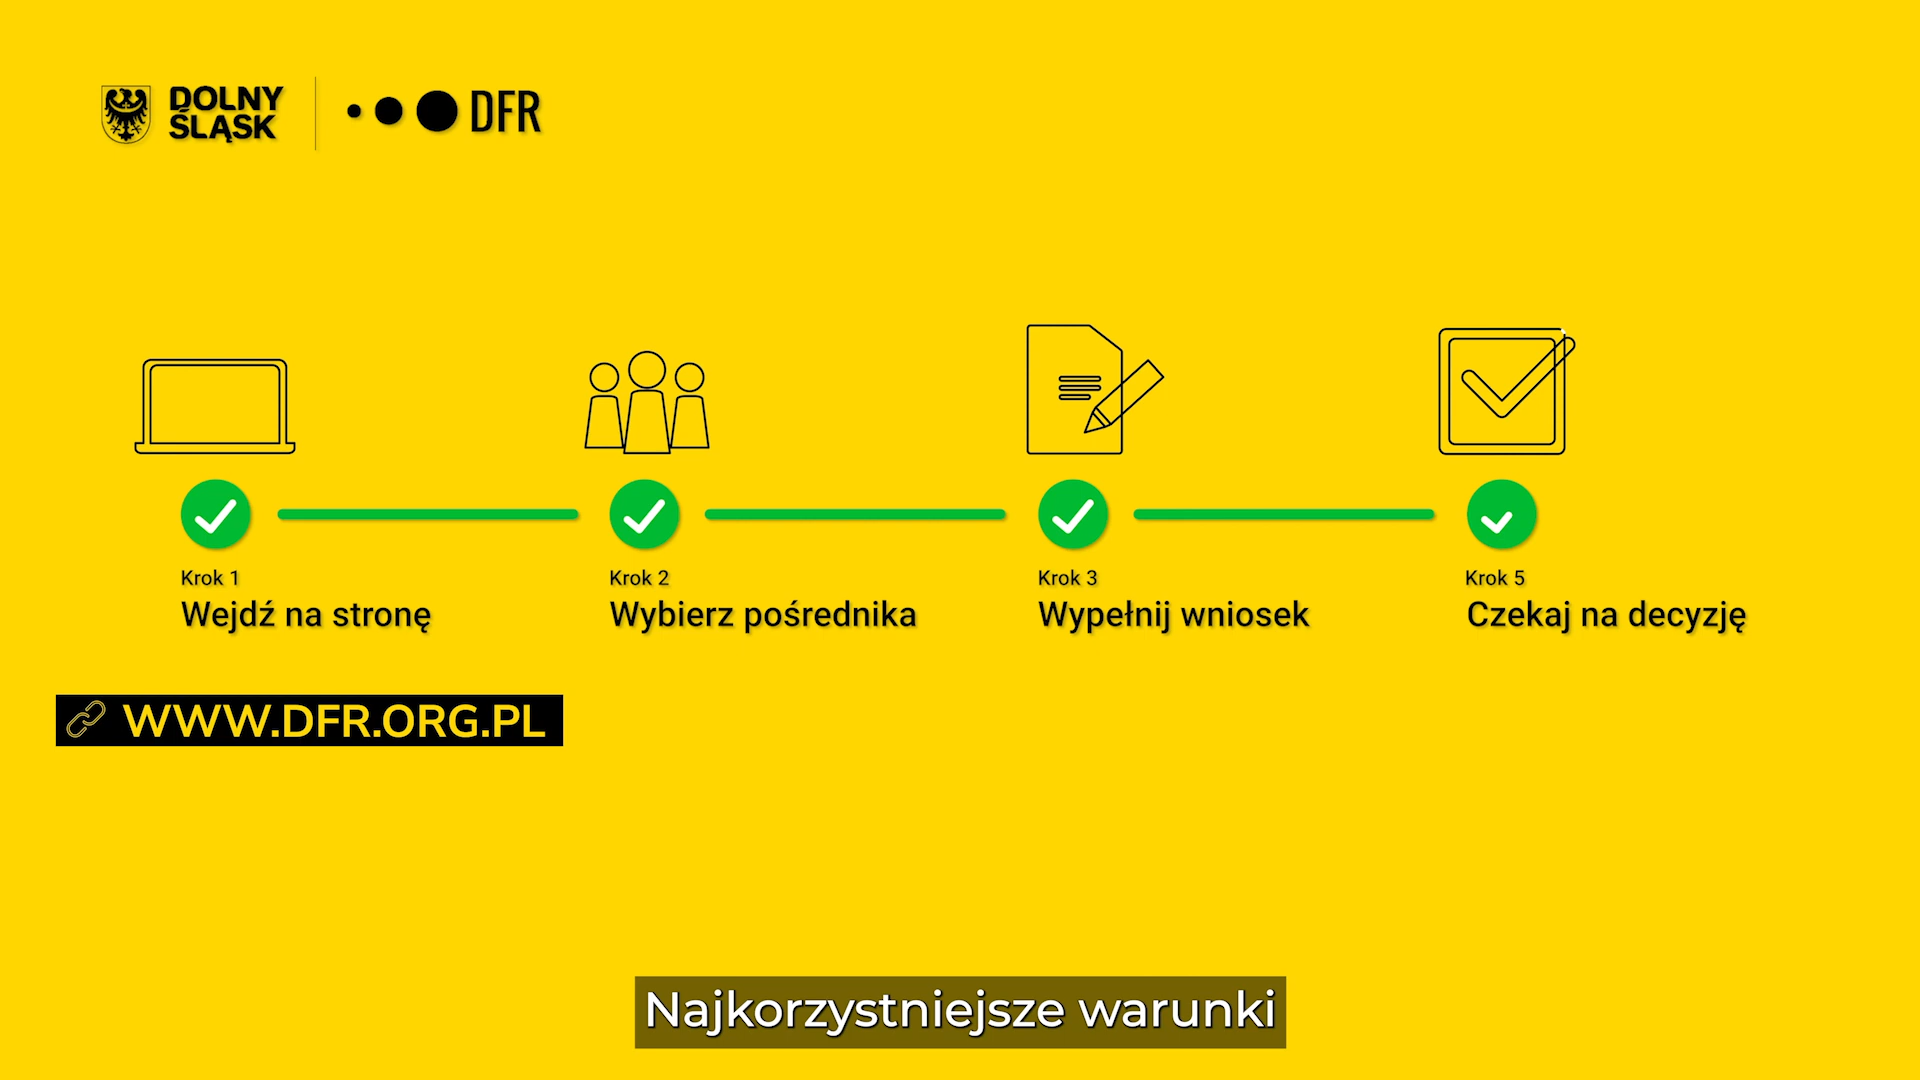 DOLNY
ŚLĄSK
DFR
Krok 1
Wejdź na stronę
Krok 2
Wybierz pośrednika
Krok 3
Wypełnij wniosek
Krok 5
Czekaj na decyzję
WWW.DFR.ORG.PL
Najkorzystniejsze warunki